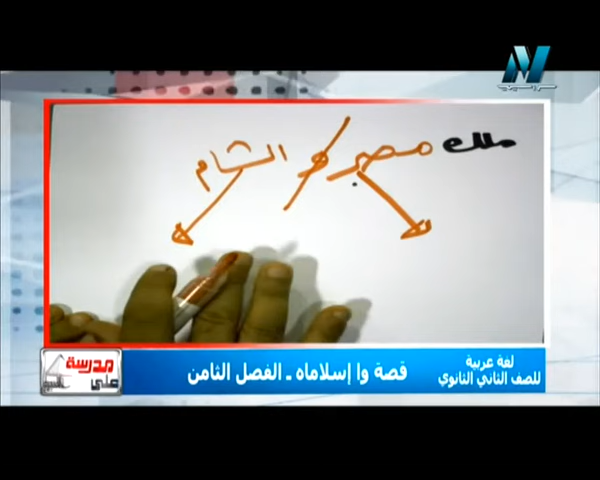 ملك مصر و الشام
لغة عربية
للصف الثاني الثانوي
قصة وا إسلاماه ـ الفصل الثامن
مدرسة
على